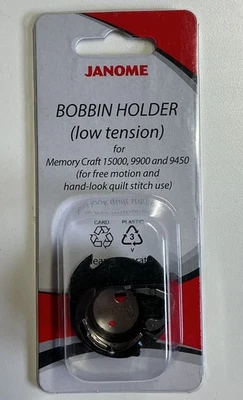 JANOME
BOBBIN HOLDER
(low tension)
for
Memory Craft 15000, 9900 and 9450
(for free motion and
hand-look quilt stitch use)
CARD
PLASTIC
3
V